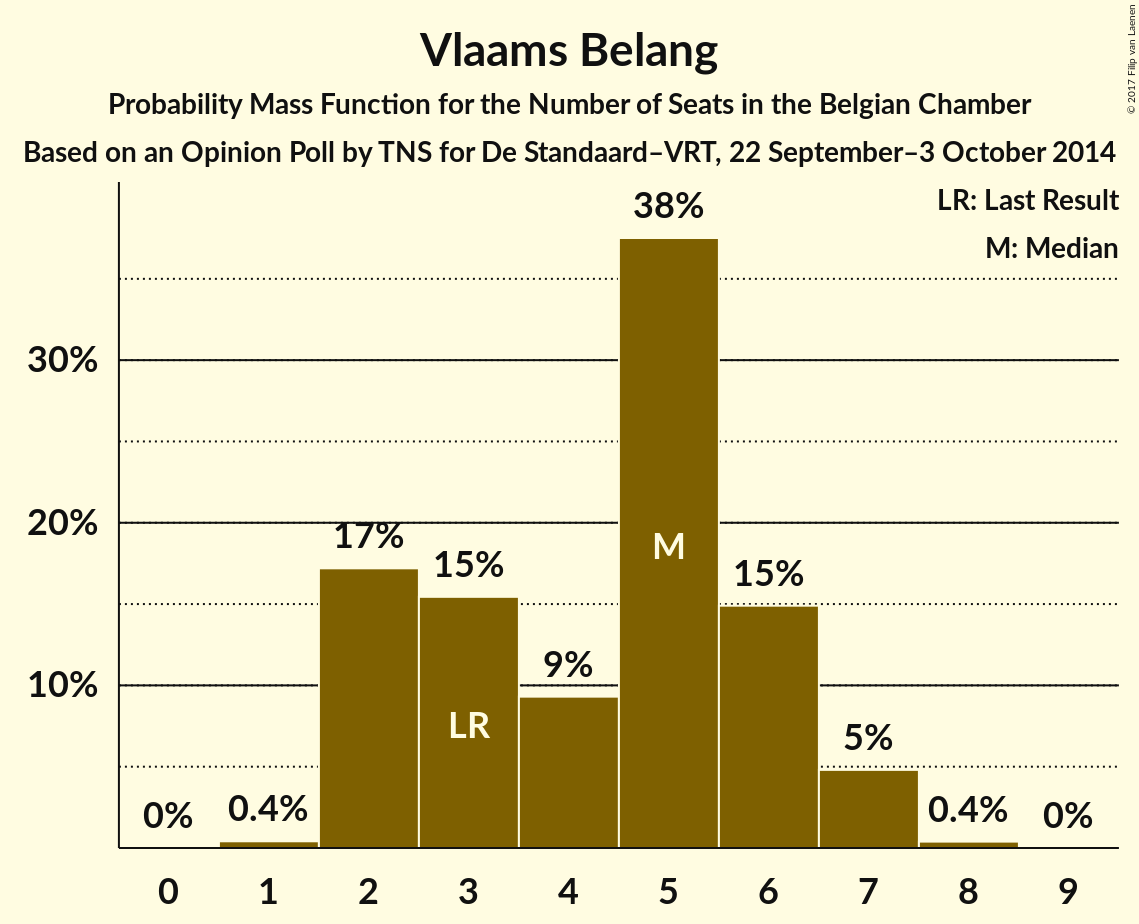 Vlaams Belang
Probability Mass Function for the Number of Seats in the Belgian Chamber
Based on an Opinion Poll by TNS for De Standaard–VRT, 22 September–3 October 2014
© 2017 Filip van Laenen
LR: Last Result
M: Median
38%
30%
20%
10%
17%
15%
9%
15%
5%
0%
0.4%
0.4%
0%
M
LR
0 1 2 3 4 5 6 7 8 9